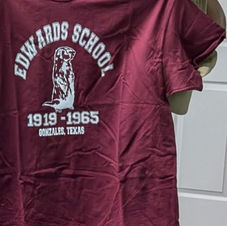 EDWARDS SCHOOL
1919 - 1965
GONZALES, TEXAS